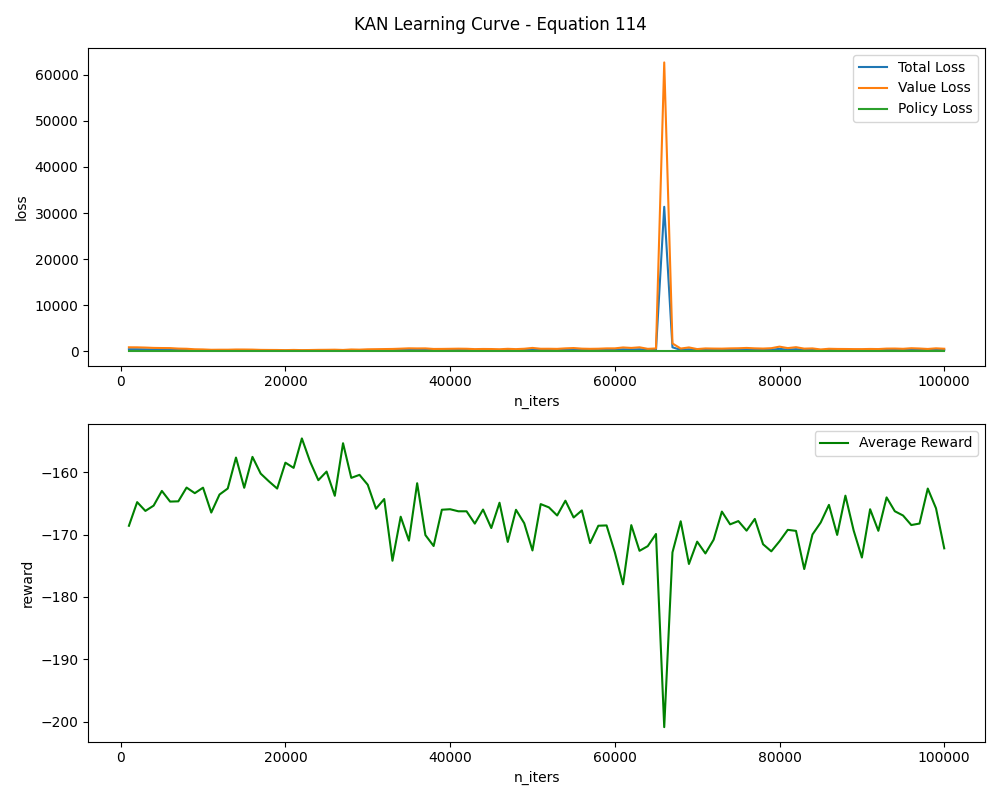 KAN Learning Curve - Equation 114
Total Loss
Value Loss
Policy Loss
60000
50000
40000
30000
20000
10000
0
loss
0
20000
40000
60000
80000
100000
n_iters
Average Reward
−160
−170
−180
−190
−200
reward
0
20000
40000
60000
80000
100000
n_iters